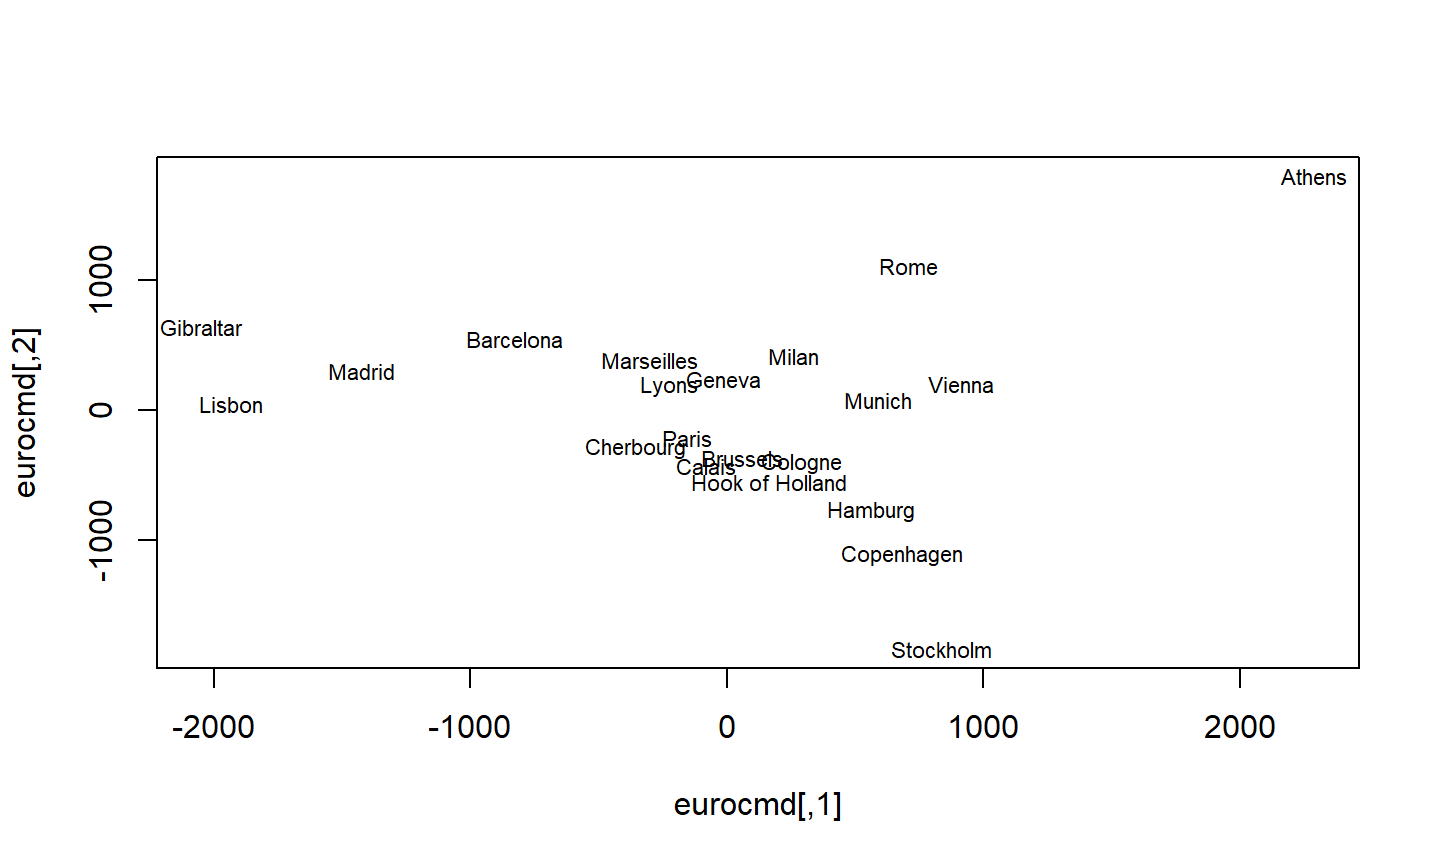 Athens
Rome
1000
Gibraltar
Barcelona
Marseilles
Milan
Madrid
Geneva
Lyons
Vienna
Munich
Lisbon
0
eurocmd[,2]
Paris
Cherbourg
Brussels
Cologne
Calais
Hook of Holland
Hamburg
-1000
Copenhagen
Stockholm
-2000 -1000 0 1000 2000
eurocmd[,1]